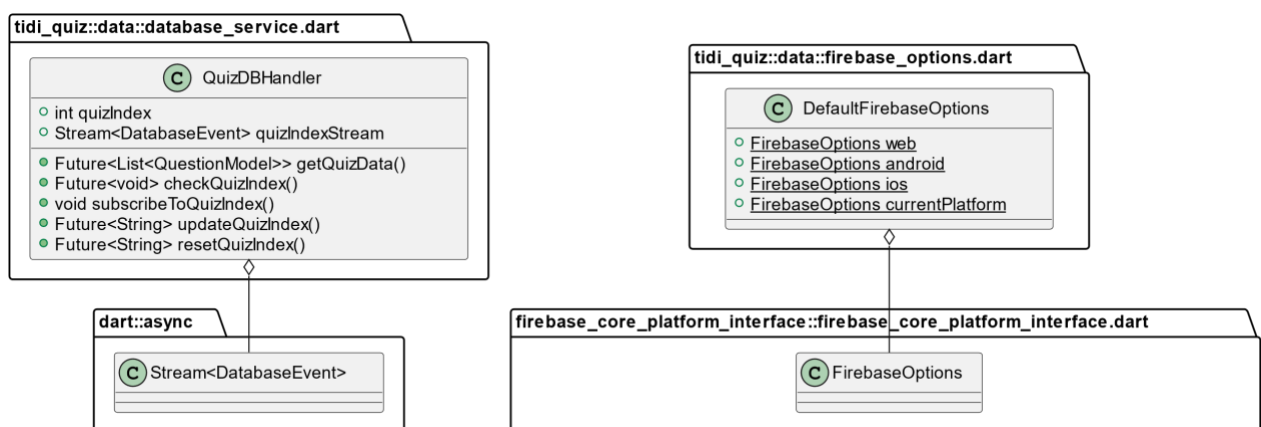 tidi_quiz::data::database_service.dart
C QuizDBHandler
int quizIndex
Stream<DatabaseEvent> quizIndexStream
Future<List<QuestionModel>> getQuizData()
Future<void> checkQuizIndex()
void subscribeToQuizIndex()
Future<String> updateQuizIndex()
Future<String> resetQuizIndex()
tidi_quiz::data::firebase_options.dart
C DefaultFirebaseOptions
FirebaseOptions web
FirebaseOptions android
FirebaseOptions ios
FirebaseOptions currentPlatform
dart::async
C Stream<DatabaseEvent>
firebase_core_platform_interface::firebase_core_platform_interface.dart
C FirebaseOptions